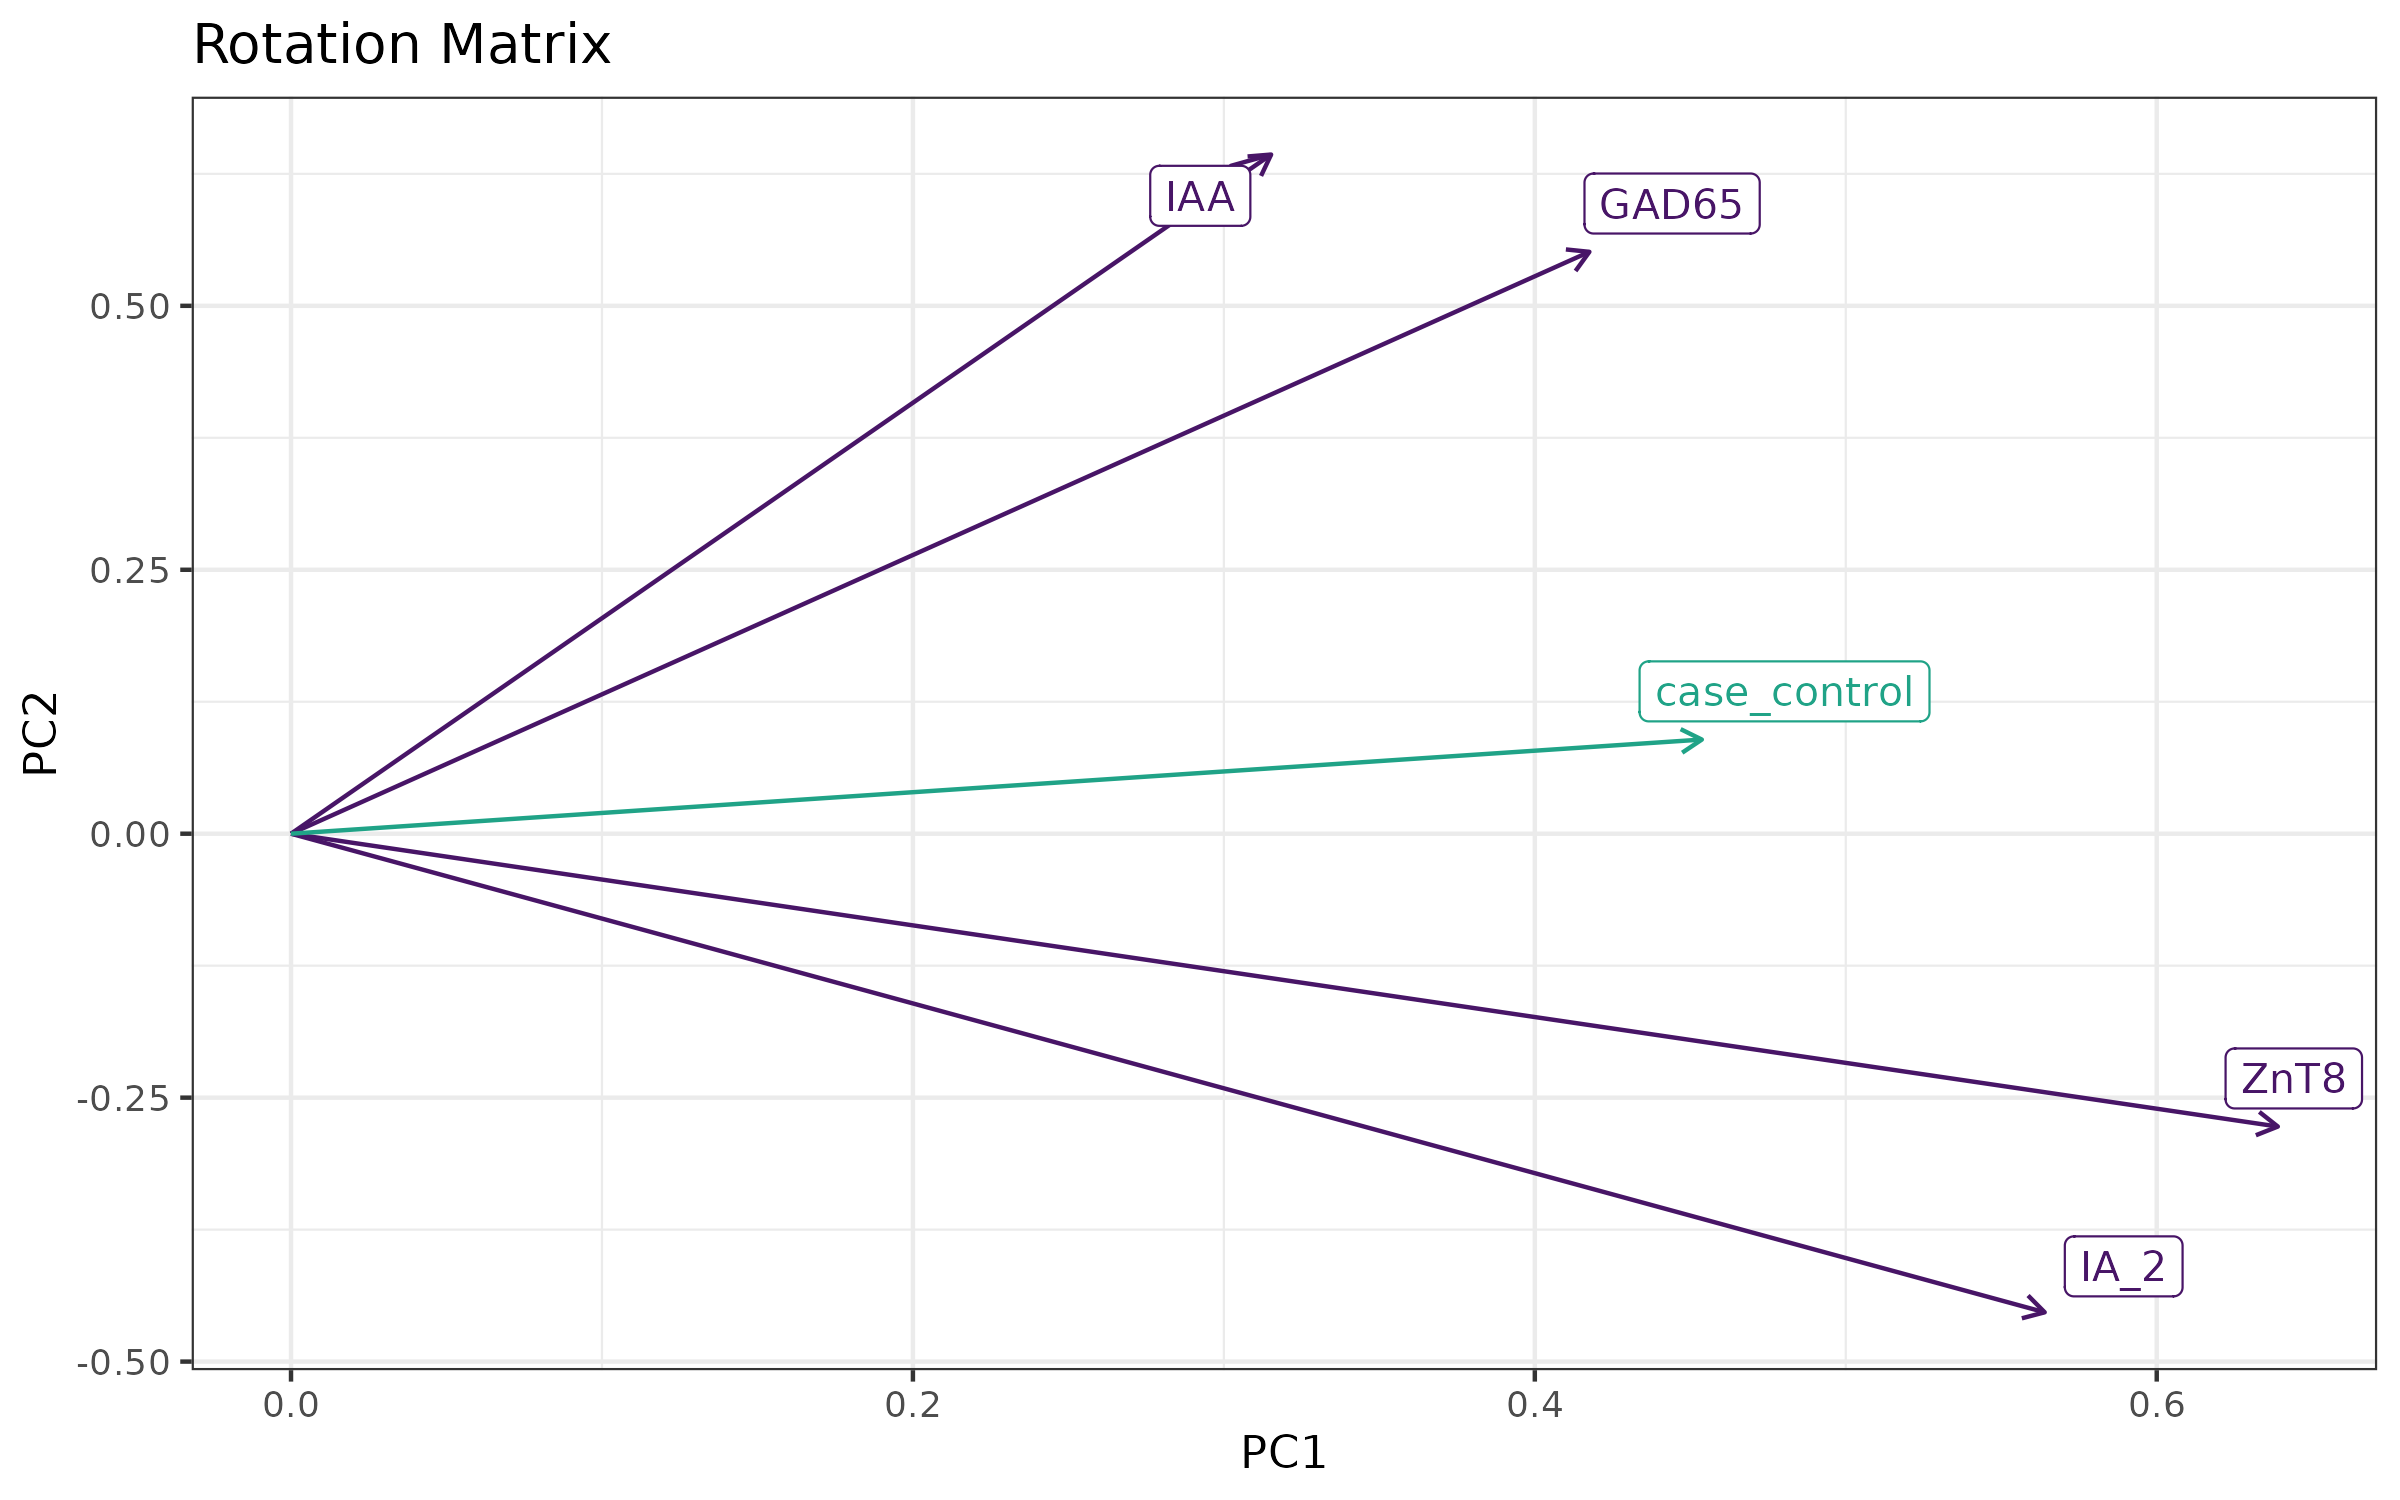 Rotation Matrix
IAA
GAD65
0.50
0.25
case_control
PC2
0.00
ZnT8
-0.25
IA_2
-0.50
0.0 0.2 0.4 0.6
PC1